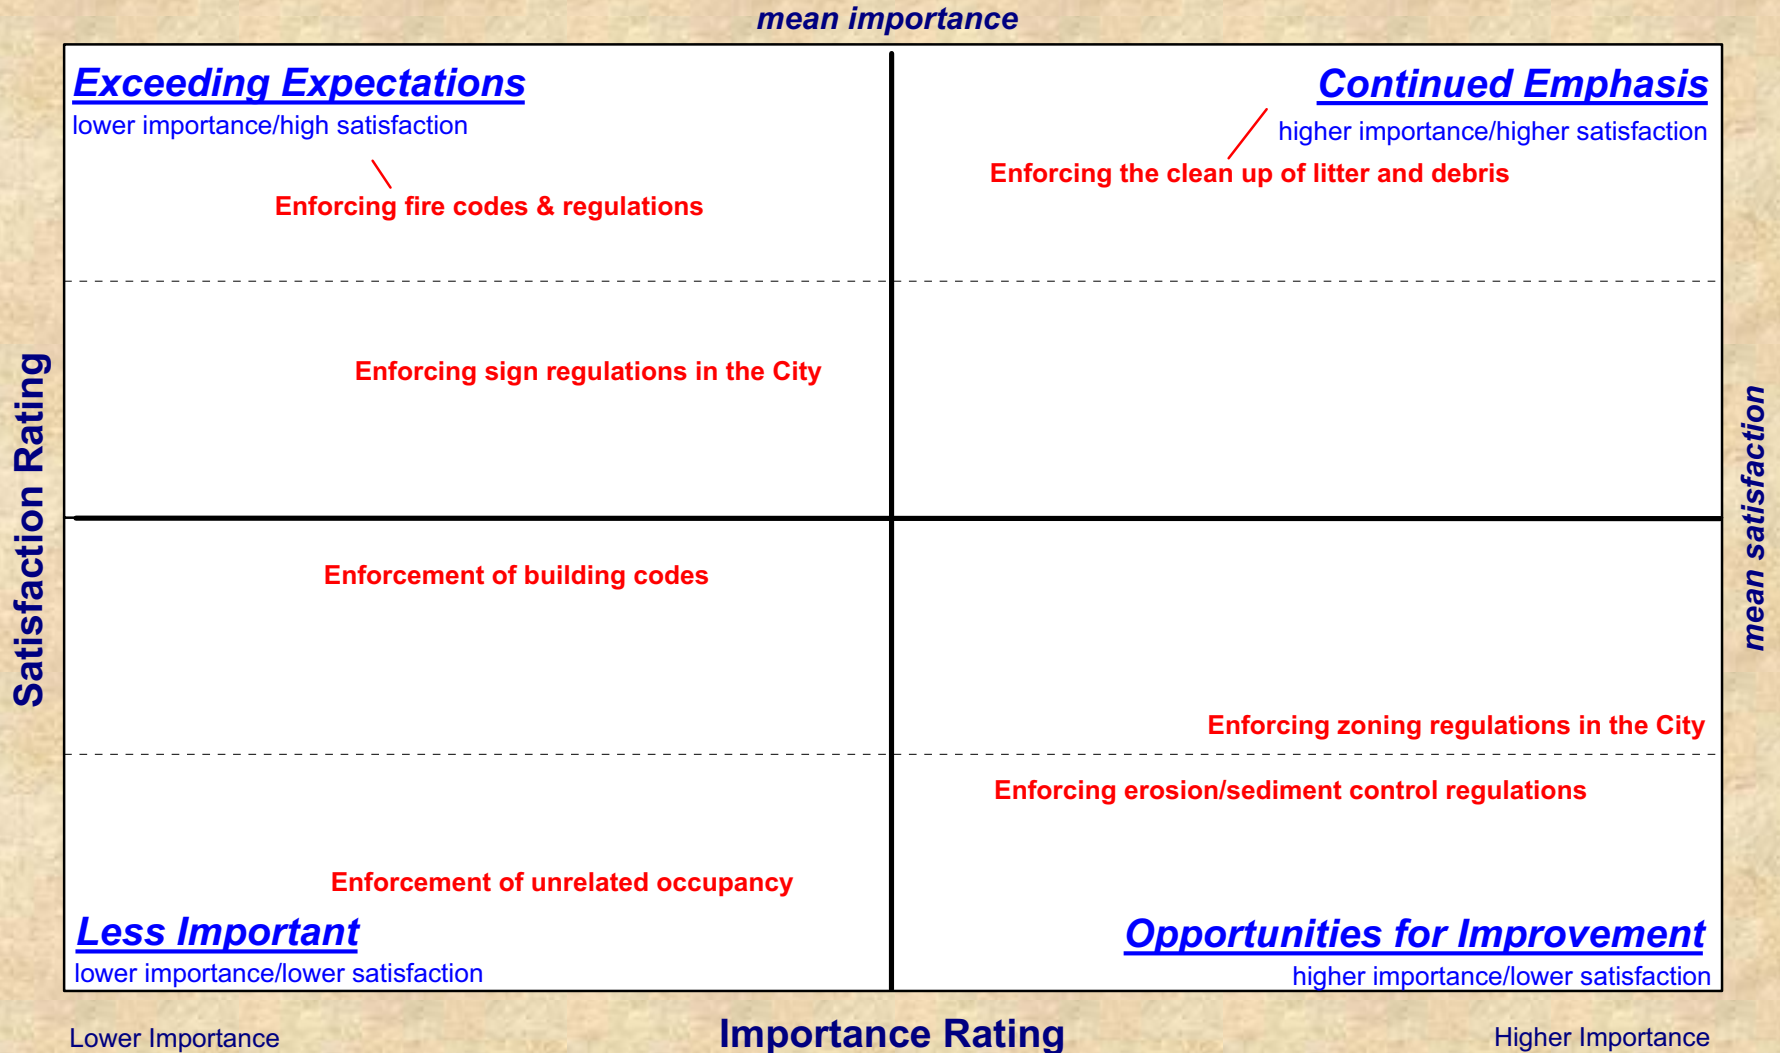 mean importance
Exceeding Expectations
lower importance/high satisfaction
Continued Emphasis
higher importance/higher satisfaction
Enforcing the clean up of litter and debris
Enforcing fire codes & regulations
Enforcing sign regulations in the City
Satisfaction Rating
mean satisfaction
Enforcement of building codes
Enforcing zoning regulations in the City
Enforcing erosion/sediment control regulations
Enforcement of unrelated occupancy
Less Important
lower importance/lower satisfaction
Opportunities for Improvement
higher importance/lower satisfaction
Lower Importance
Importance Rating
Higher Importance